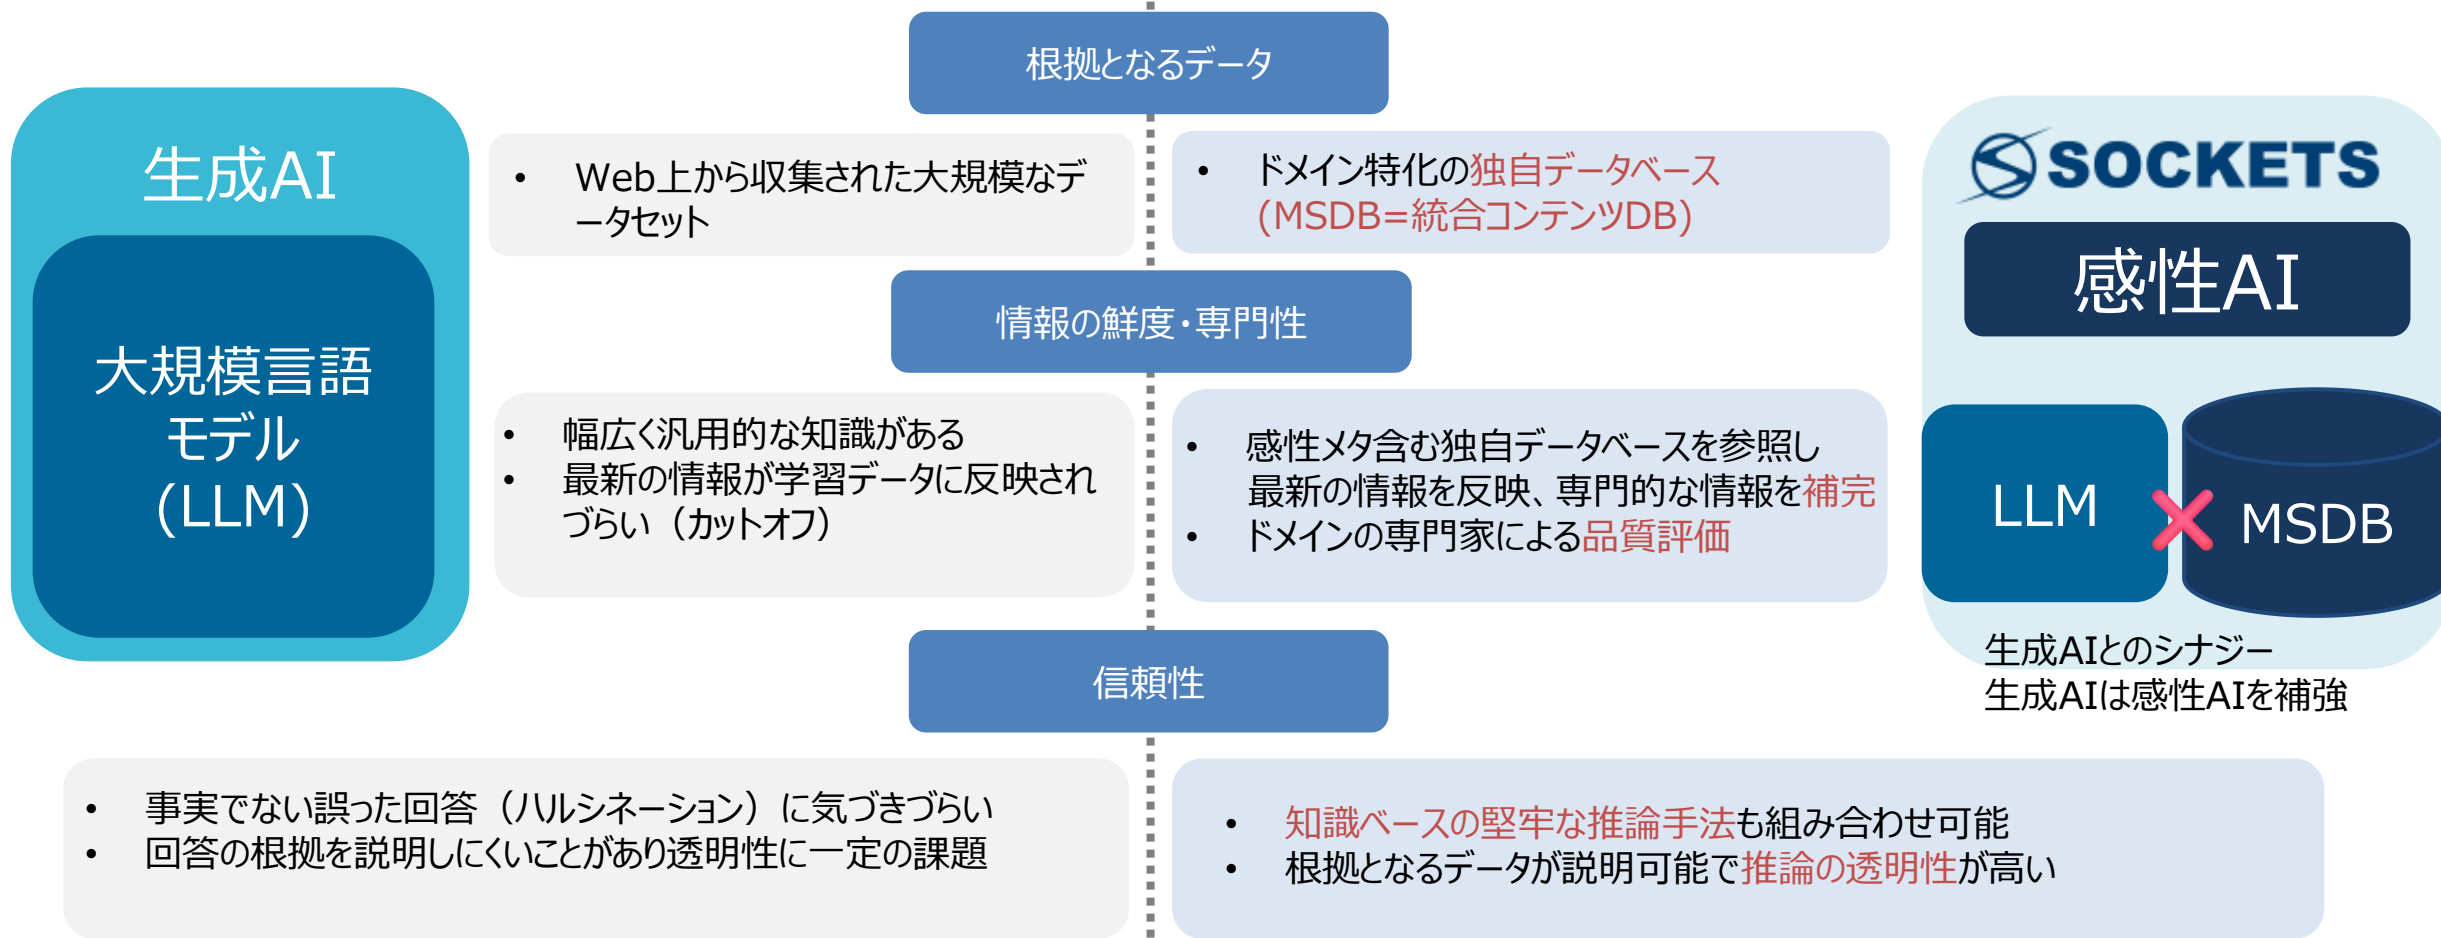 根拠となるデータ
生成AI
大規模言語
モデル
(LLM)
• Web上から収集された大規模なデ
ータセット
• ドメイン特化の独自データベース
(MSDB=統合コンテンツDB)
SOCKETS
感性AI
情報の鮮度・専門性
• 幅広く汎用的な知識がある
• 最新の情報が学習データに反映され
づらい（カットオフ）
• 感性メタ含む独自データベースを参照し
最新の情報を反映、専門的な情報を補完
• ドメインの専門家による品質評価
LLM
MSDB
生成AIとのシナジー
生成AIは感性AIを補強
信頼性
• 事実でない誤った回答（ハルシネーション）に気づきづらい
• 回答の根拠を説明しにくいことがあり透明性に一定の課題
• 知識ベースの堅牢な推論手法も組み合わせ可能
• 根拠となるデータが説明可能で推論の透明性が高い